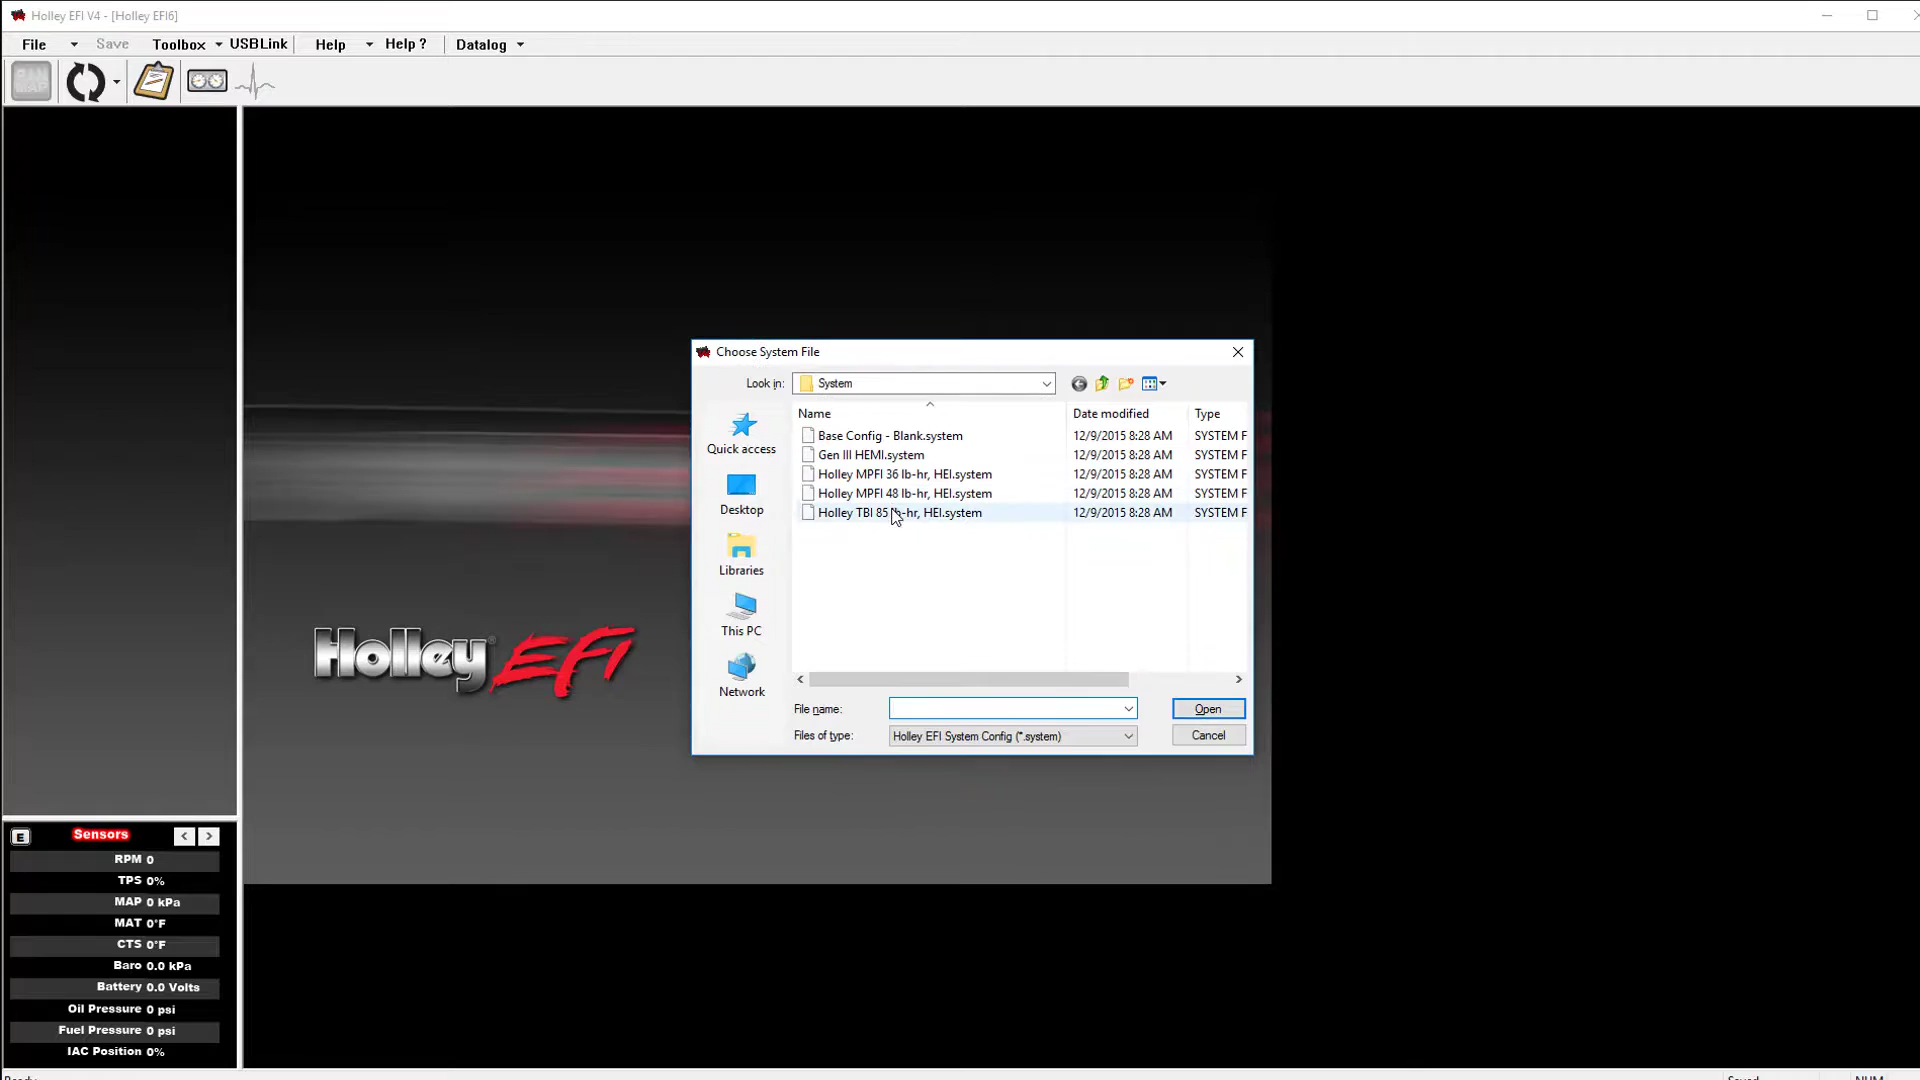 Holley EFI V4 - [Holley EFI6]
File Save Toolbox USBLink Help Help ? Datalog
Choose System File
Look in: System
Name Date modified Type
Base Config - Blank.system 12/9/2015 8:28 AM SYSTEM F
Gen III HEMI.system 12/9/2015 8:28 AM SYSTEM F
Holley MPFI 36 lb-hr, HEI.system 12/9/2015 8:28 AM SYSTEM F
Holley MPFI 48 lb-hr, HEI.system 12/9/2015 8:28 AM SYSTEM F
Holley TBI 85 lb-hr, HEI.system 12/9/2015 8:28 AM SYSTEM F
Quick access
Desktop
Libraries
This PC
Network
File name: Open
Files of type: Holley EFI System Config (*.system) Cancel
Holley EFI
E Sensors < >
RPM 0
TPS 0%
MAP 0 kPa
MAT 0°F
CTS 0°F
Baro 0.0 kPa
Battery 0.0 Volts
Oil Pressure 0 psi
Fuel Pressure 0 psi
IAC Position 0%